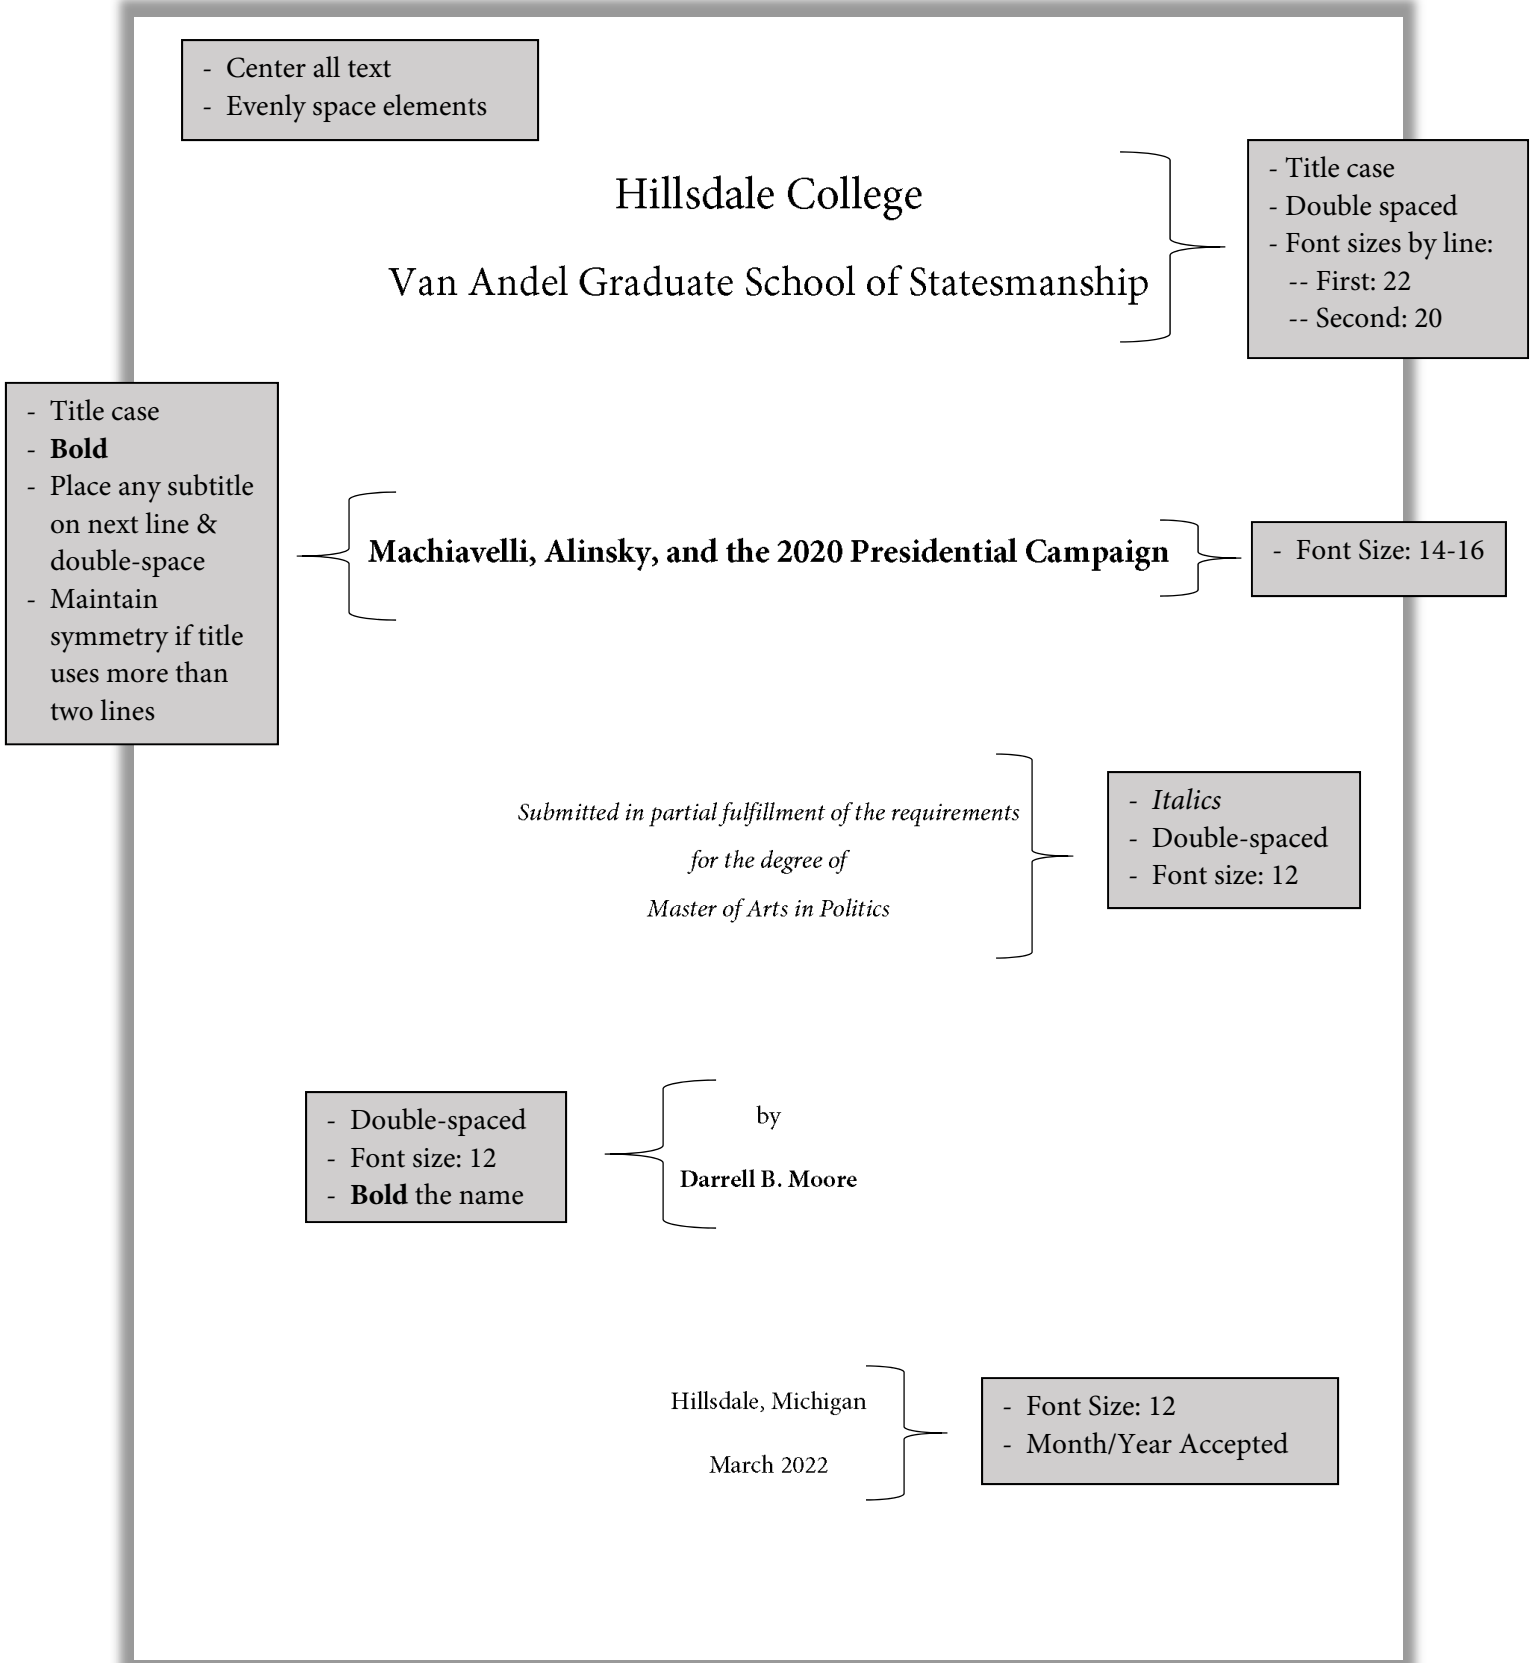 - Center all text
- Evenly space elements
Hillsdale College
Van Andel Graduate School of Statesmanship
- Title case
- Double spaced
- Font sizes by line:
-- First: 22
-- Second: 20
- Title case
- Bold
- Place any subtitle
on next line &
double-space
- Maintain
symmetry if title
uses more than
two lines
Machiavelli, Alinsky, and the 2020 Presidential Campaign
- Font Size: 14-16
Submitted in partial fulfillment of the requirements
for the degree of
Master of Arts in Politics
- Italics
- Double-spaced
- Font size: 12
- Double-spaced
- Font size: 12
- Bold the name
by
Darrell B. Moore
Hillsdale, Michigan
March 2022
- Font Size: 12
- Month/Year Accepted